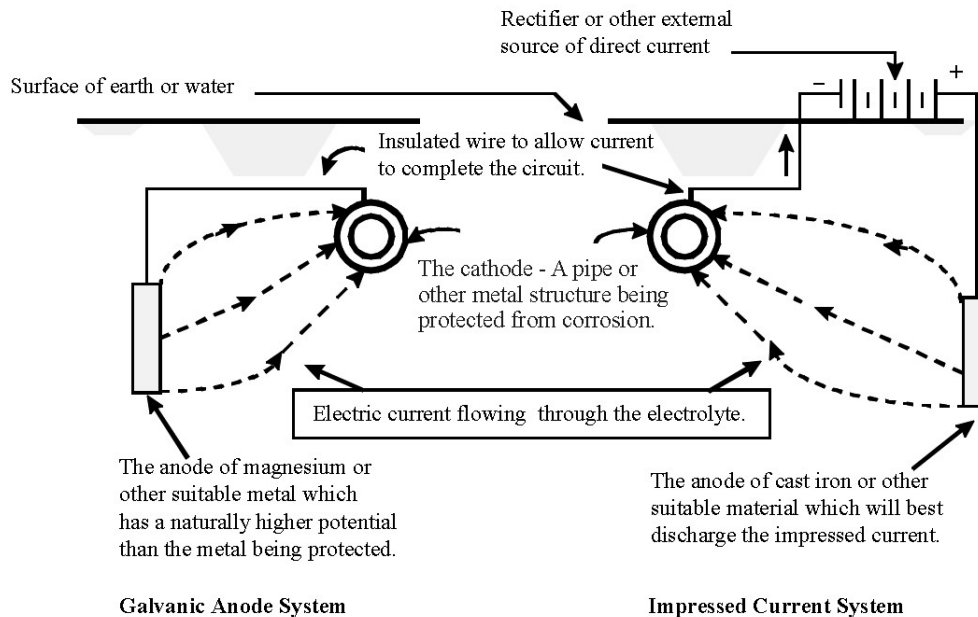 Rectifier or other external
source of direct current
− +
Surface of earth or water
Insulated wire to allow current
to complete the circuit.
The cathode - A pipe or
other metal structure being
protected from corrosion.
Electric current flowing through the electrolyte.
The anode of magnesium or
other suitable metal which
has a naturally higher potential
than the metal being protected.
The anode of cast iron or other
suitable material which will best
discharge the impressed current.
Galvanic Anode System
Impressed Current System